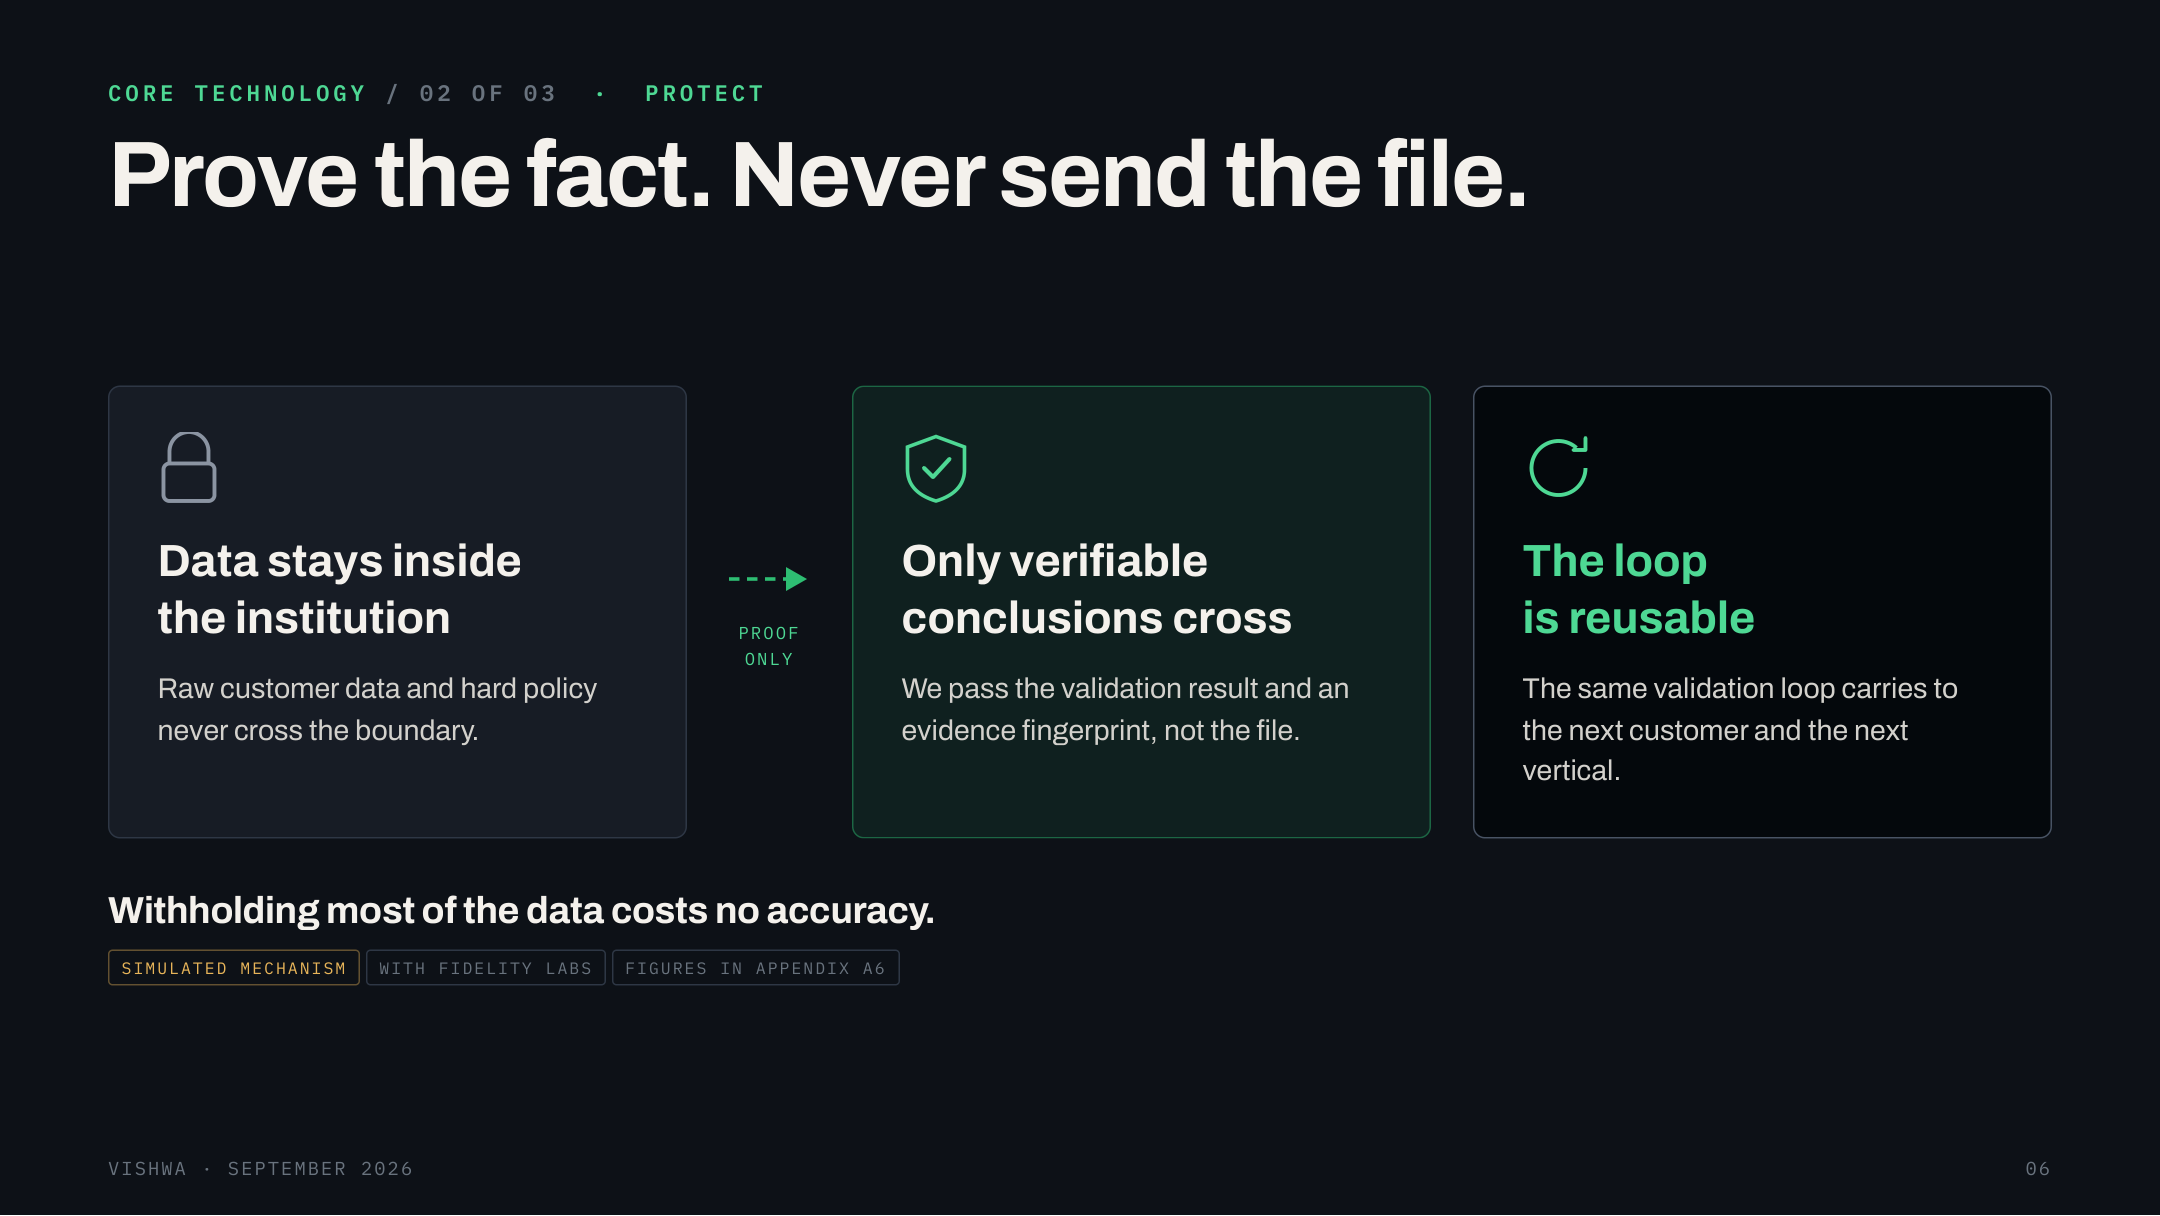 CORE TECHNOLOGY / 02 OF 03 · PROTECT
Prove the fact. Never send the file.
Data stays inside
the institution
Raw customer data and hard policy
never cross the boundary.
PROOF
ONLY
Only verifiable
conclusions cross
We pass the validation result and an
evidence fingerprint, not the file.
The loop
is reusable
The same validation loop carries to
the next customer and the next
vertical.
Withholding most of the data costs no accuracy.
SIMULATED MECHANISM
WITH FIDELITY LABS
FIGURES IN APPENDIX A6
VISHWA · SEPTEMBER 2026
06